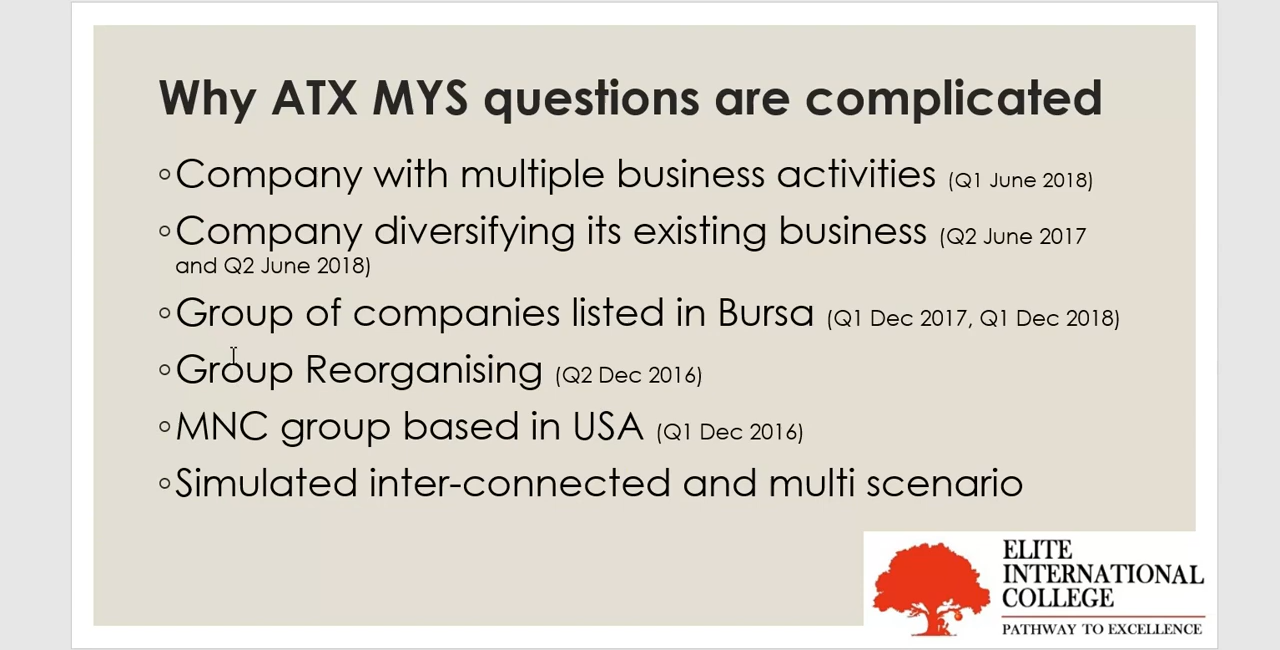 Why ATX MYS questions are complicated
◦Company with multiple business activities (Q1 June 2018)
◦Company diversifying its existing business (Q2 June 2017
and Q2 June 2018)
◦Group of companies listed in Bursa (Q1 Dec 2017, Q1 Dec 2018)
◦Group Reorganising (Q2 Dec 2016)
◦MNC group based in USA (Q1 Dec 2016)
◦Simulated inter-connected and multi scenario
ELITE
INTERNATIONAL
COLLEGE
PATHWAY TO EXCELLENCE